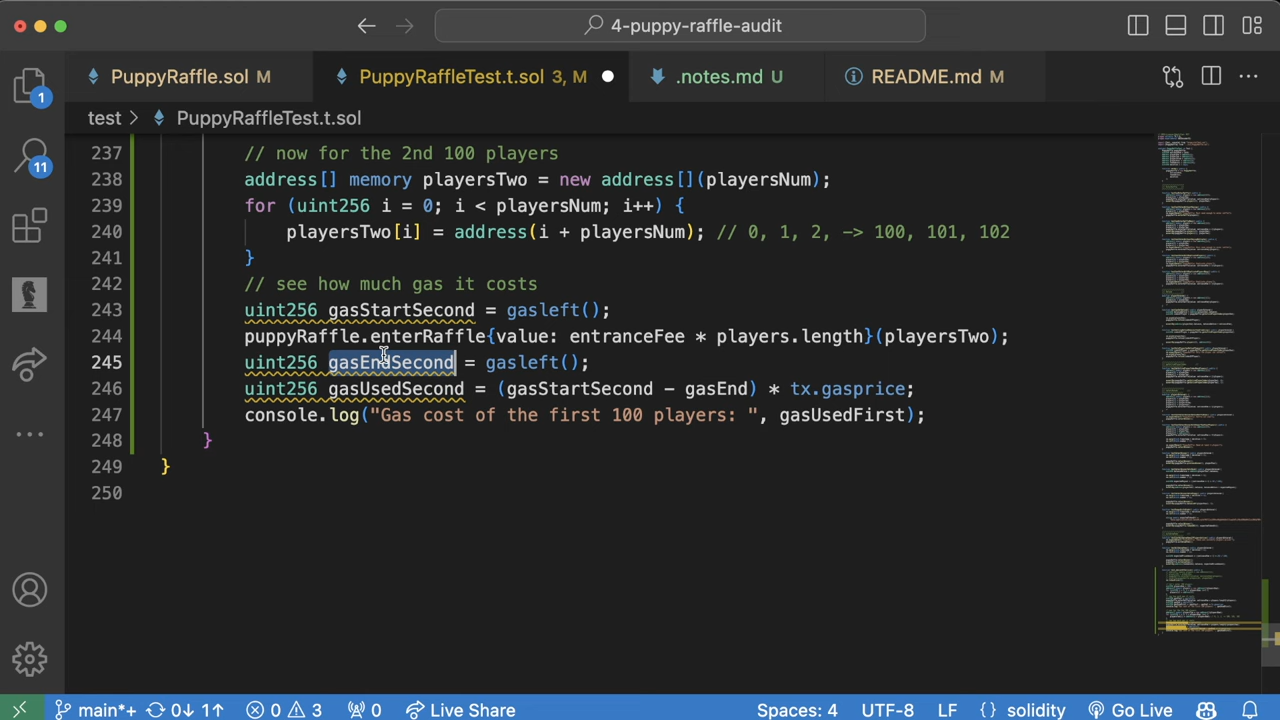 4-puppy-raffle-audit
PuppyRaffle.sol M
PuppyRaffleTest.t.sol 3, M
.notes.md U
README.md M
1
11
test > PuppyRaffleTest.t.sol
237 // now for the 2nd 100 players
238 address[] memory playersTwo = new address[](playersNum);
239 for (uint256 i = 0; i < playersNum; i++) {
240 playersTwo[i] = address(i + playersNum); // 0, 1, 2, -> 100, 101, 102
241 }
242 // see how much gas it costs
243 uint256 gasStartSecond = gasleft();
244 puppyRaffle.enterRaffl {value: entranceFee * players.length}(playersTwo);
245 uint256 gasEndSecond = gasleft();
246 uint256 gasUsedSecond = (gasStartSecond - gasEnd) * tx.gasprice;
247 console.log("Gas cost of the first 100 players: ", gasUsedFirst);
248 }
249 }
250
main*+ 0↓ 1↑ 0 3 0 Live Share Spaces: 4 UTF-8 LF {} solidity Go Live